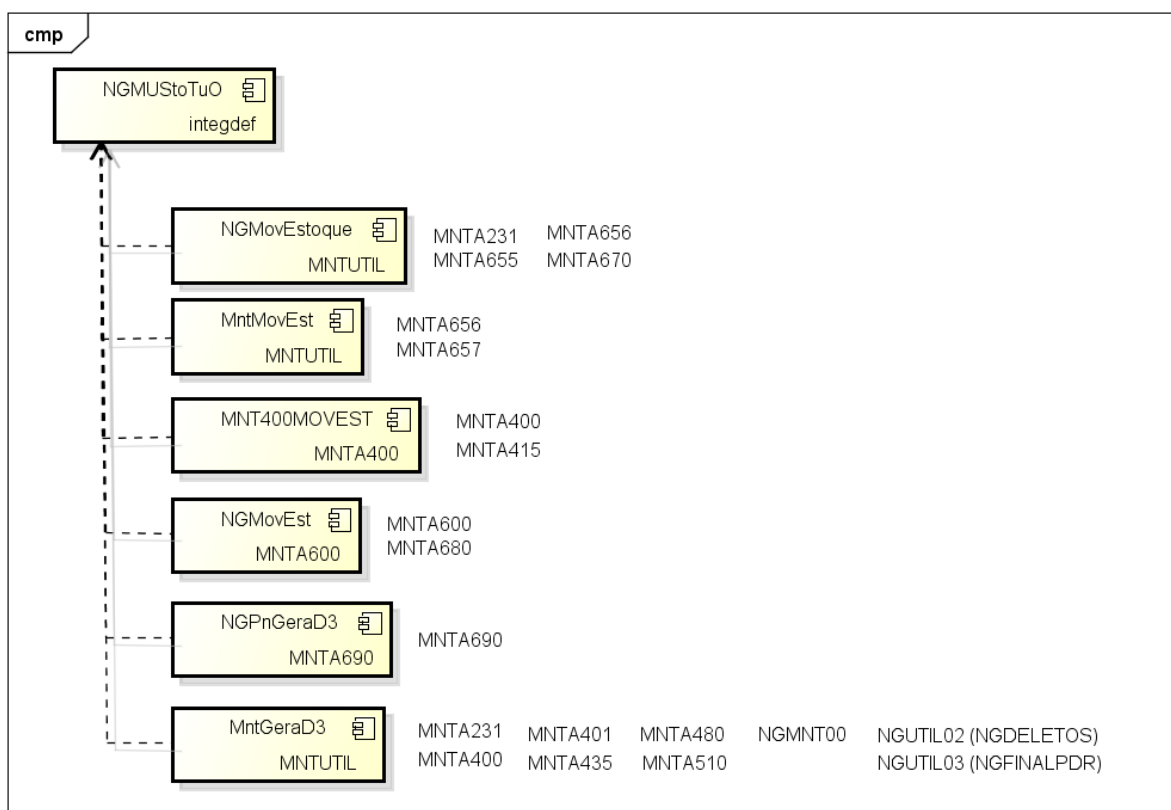 cmp
NGMUStoTuO
integdef
NGMovEstoque
MNTUTIL
MNTA231 MNTA656
MNTA655 MNTA670
MntMovEst
MNTUTIL
MNTA656
MNTA657
MNT400MOVEST
MNTA400
MNTA400
MNTA415
NGMovEst
MNTA600
MNTA600
MNTA680
NGPnGeraD3
MNTA690
MNTA690
MntGeraD3
MNTUTIL
MNTA231 MNTA401 MNTA480 NGMNT00 NGUTIL02 (NGDELETOS)
MNTA400 MNTA435 MNTA510 NGUTIL03 (NGFINALPDR)